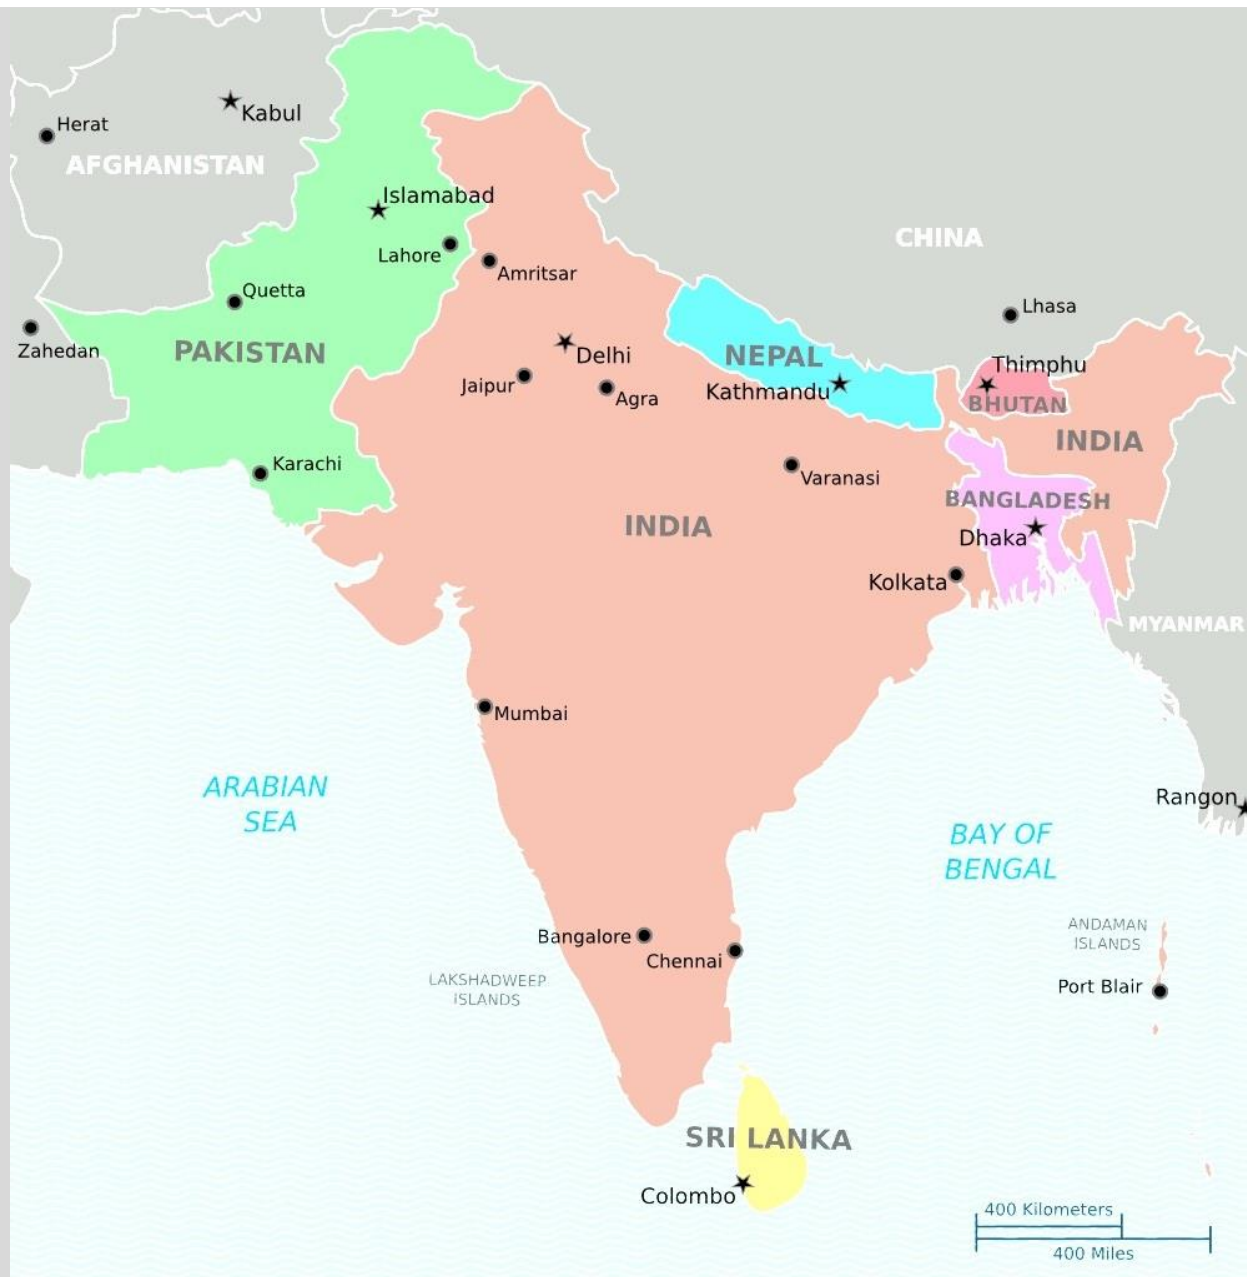 Kabul
Herat
AFGHANISTAN
Islamabad
CHINA
Lahore
Amritsar
Quetta
Lhasa
Zahedan
PAKISTAN
Delhi
NEPAL
Thimphu
Jaipur
Agra
Kathmandu
BHUTAN
INDIA
Karachi
Varanasi
BANGLADESH
INDIA
Dhaka
Kolkata
MYANMAR
Mumbai
ARABIAN
SEA
Rangon
BAY OF
BENGAL
ANDAMAN
ISLANDS
Bangalore
Chennai
LAKSHADWEEP
ISLANDS
Port Blair
SRI LANKA
Colombo
400 Kilometers
400 Miles